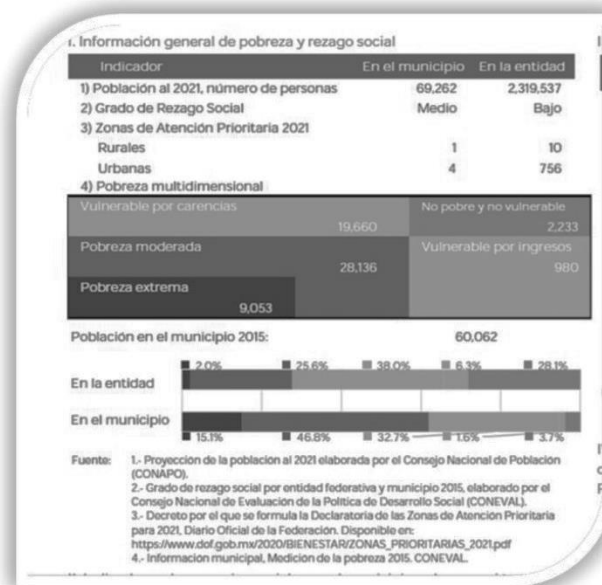 I. Información general de pobreza y rezago social
Indicador En el municipio En la entidad
1) Población al 2021, número de personas 69,262 2,319,537
2) Grado de Rezago Social Medio Bajo
3) Zonas de Atención Prioritaria 2021
Rurales 1 10
Urbanas 4 756
4) Pobreza multidimensional
Vulnerable por carencias No pobre y no vulnerable
19,660 2,233
Pobreza moderada Vulnerable por ingresos
28,136 980
Pobreza extrema
9,053
Población en el municipio 2015: 60,062
2.0% 25.6% 38.0% 6.3% 28.1%
En la entidad
En el municipio
15.1% 46.8% 32.7% 1.6% 3.7%
Fuente: 1.- Proyección de la población al 2021 elaborada por el Consejo Nacional de Población
(CONAPO).
2.- Grado de rezago social por entidad federativa y municipio 2015, elaborado por el
Consejo Nacional de Evaluación de la Política de Desarrollo Social (CONEVAL).
3.- Decreto por el que se formula la Declaratoria de las Zonas de Atención Prioritaria
para 2021, Diario Oficial de la Federación. Disponible en:
https://www.dof.gob.mx/2020/BIENESTAR/ZONAS_PRIORITARIAS_2021.pdf
4.- Información municipal, Medición de la pobreza 2015. CONEVAL.